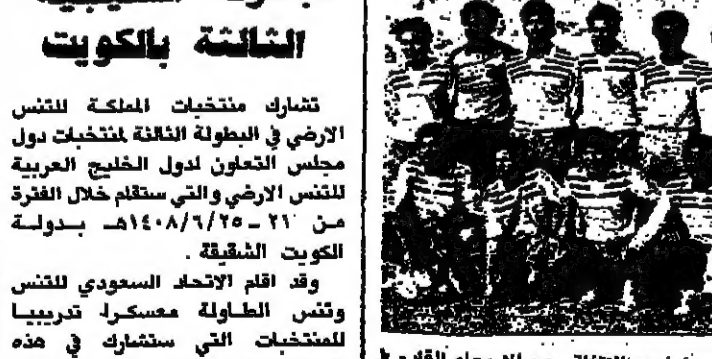 الثالثة بالكويت
تشارك منتخبات المملكة للتنس
الارضي في البطولة الثالثة لمنتخبات دول
مجلس التعاون لدول الخليج العربية
للتنس الارضي والتي ستقام خلال الفترة
من ٢١ ـ ١٤٠٨/٦/٢٥هـ بدولة
الكويت الشقيقة .
وقد اقام الاتحاد السعودي للتنس
وتنس الطاولة معسكرا تدريبيا
للمنتخبات التي ستشارك في هذه